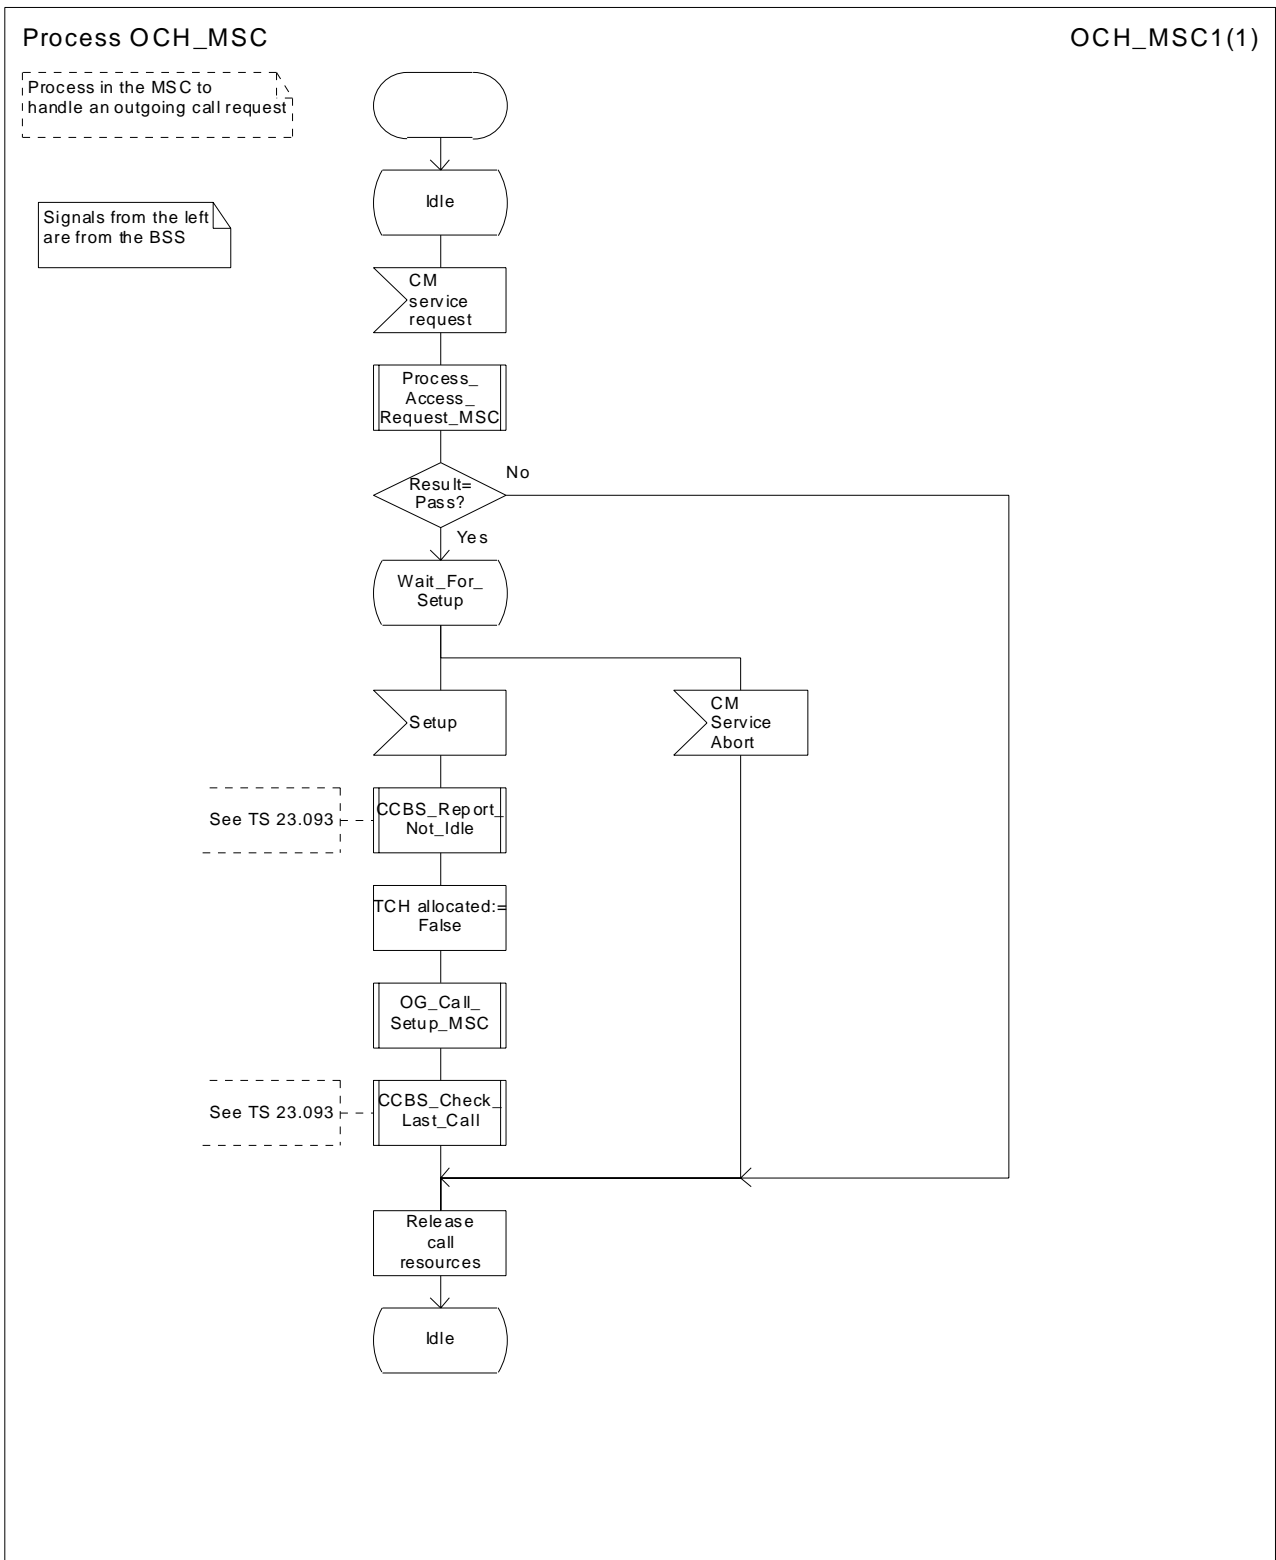 Process OCH_MSC
OCH_MSC1(1)
Process in the MSC to
handle an outgoing call request
Signals from the left
are from the BSS
Idle
CM
service
request
Process_
Access_
Request_MSC
Result=
Pass?
No
Yes
Wait_For_
Setup
Setup
CM
Service
Abort
See TS 23.093
CCBS_Report_
Not_Idle
TCH allocated:=
False
OG_Call_
Setup_MSC
See TS 23.093
CCBS_Check_
Last_Call
Release
call
resources
Idle